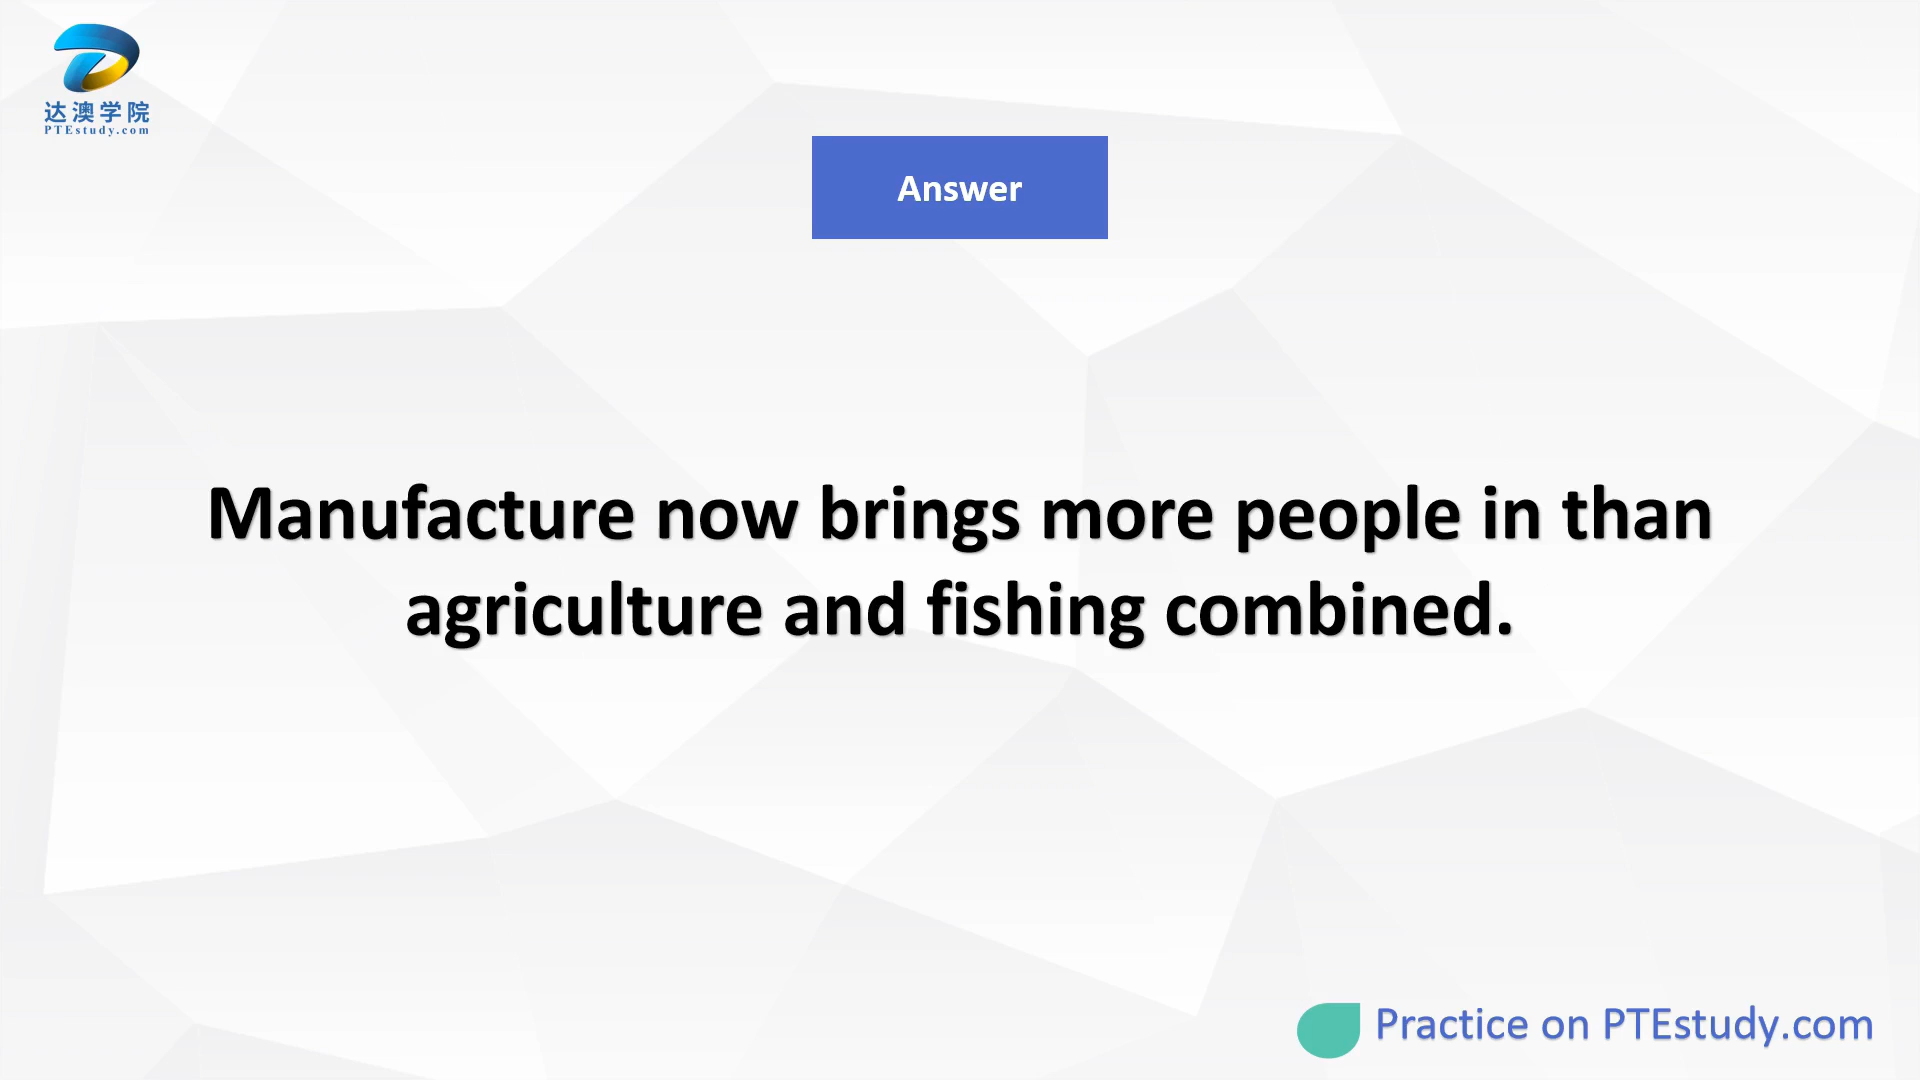 达澳学院
PTEstudy.com
Answer
Manufacture now brings more people in than
agriculture and fishing combined.
Practice on PTEstudy.com